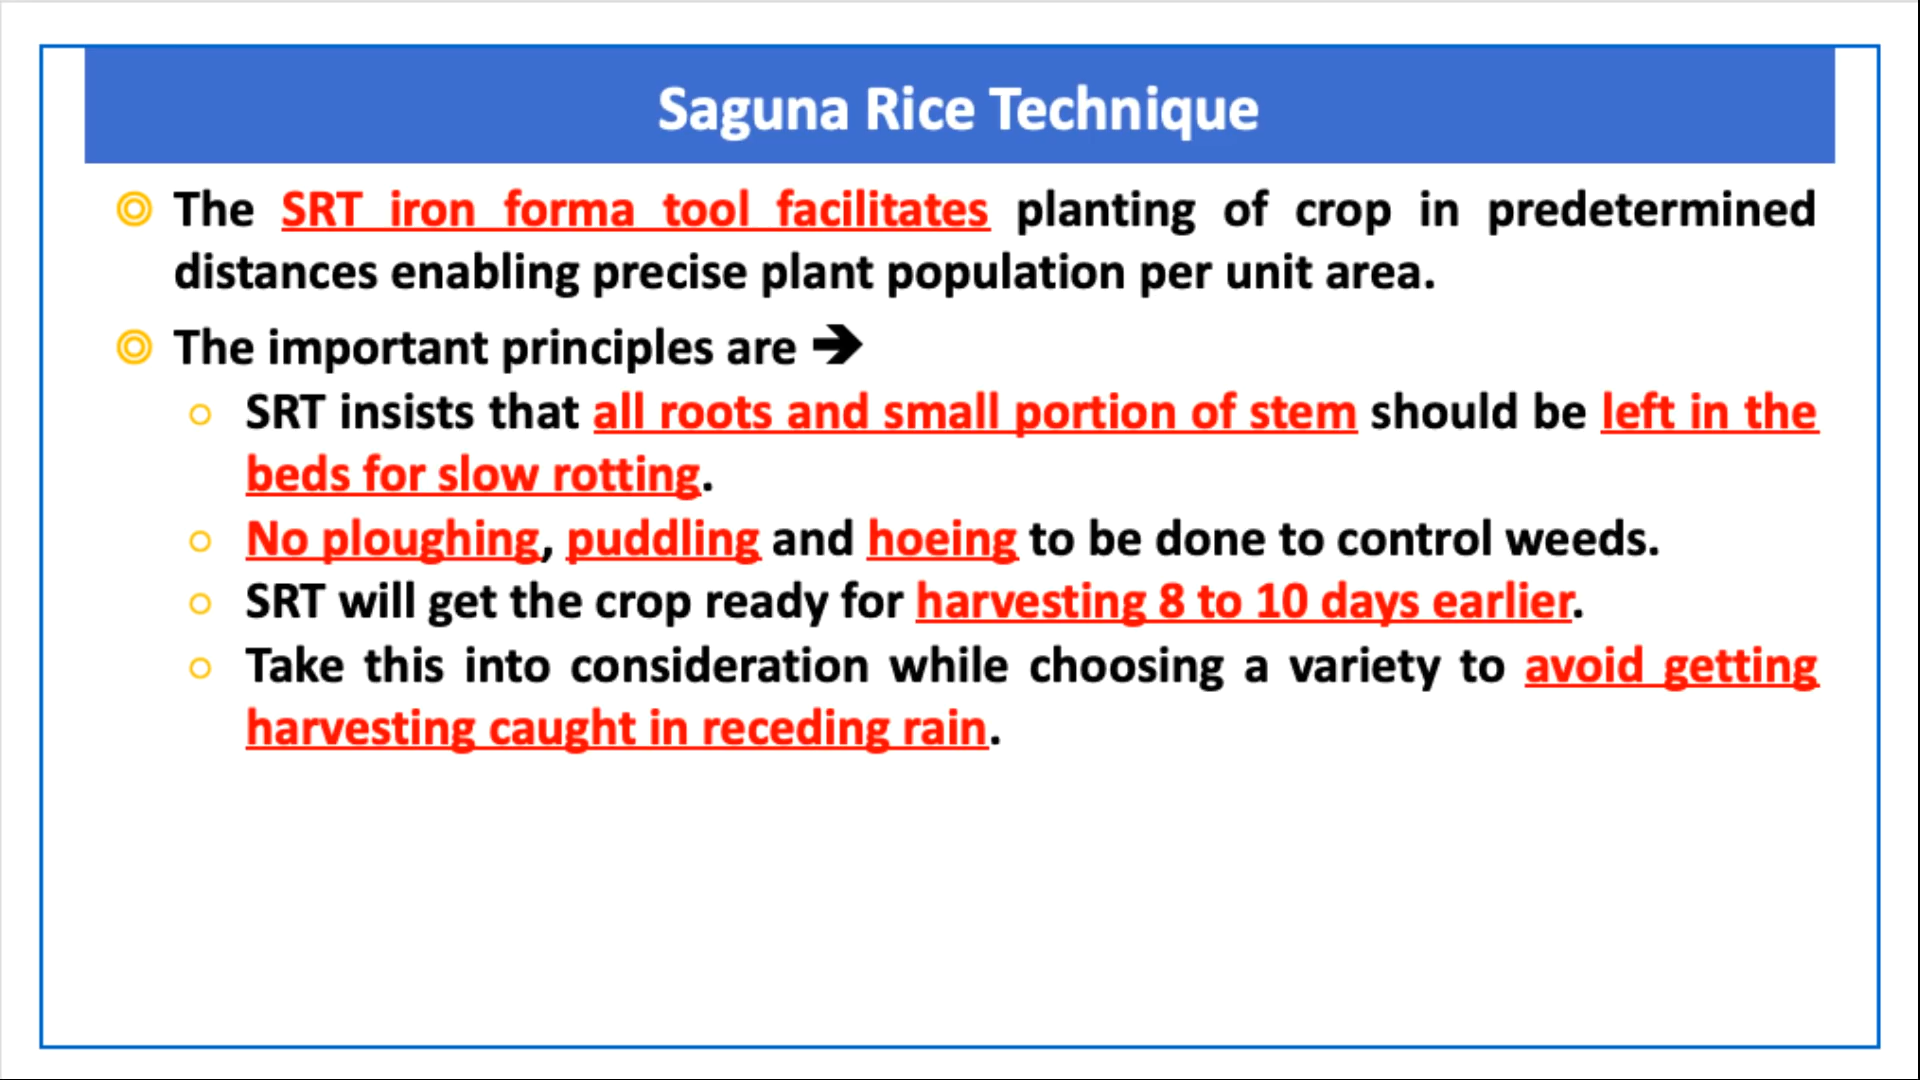 Saguna Rice Technique
The SRT iron forma tool facilitates planting of crop in predetermined
distances enabling precise plant population per unit area.
The important principles are ➔
SRT insists that all roots and small portion of stem should be left in the
beds for slow rotting.
No ploughing, puddling and hoeing to be done to control weeds.
SRT will get the crop ready for harvesting 8 to 10 days earlier.
Take this into consideration while choosing a variety to avoid getting
harvesting caught in receding rain.